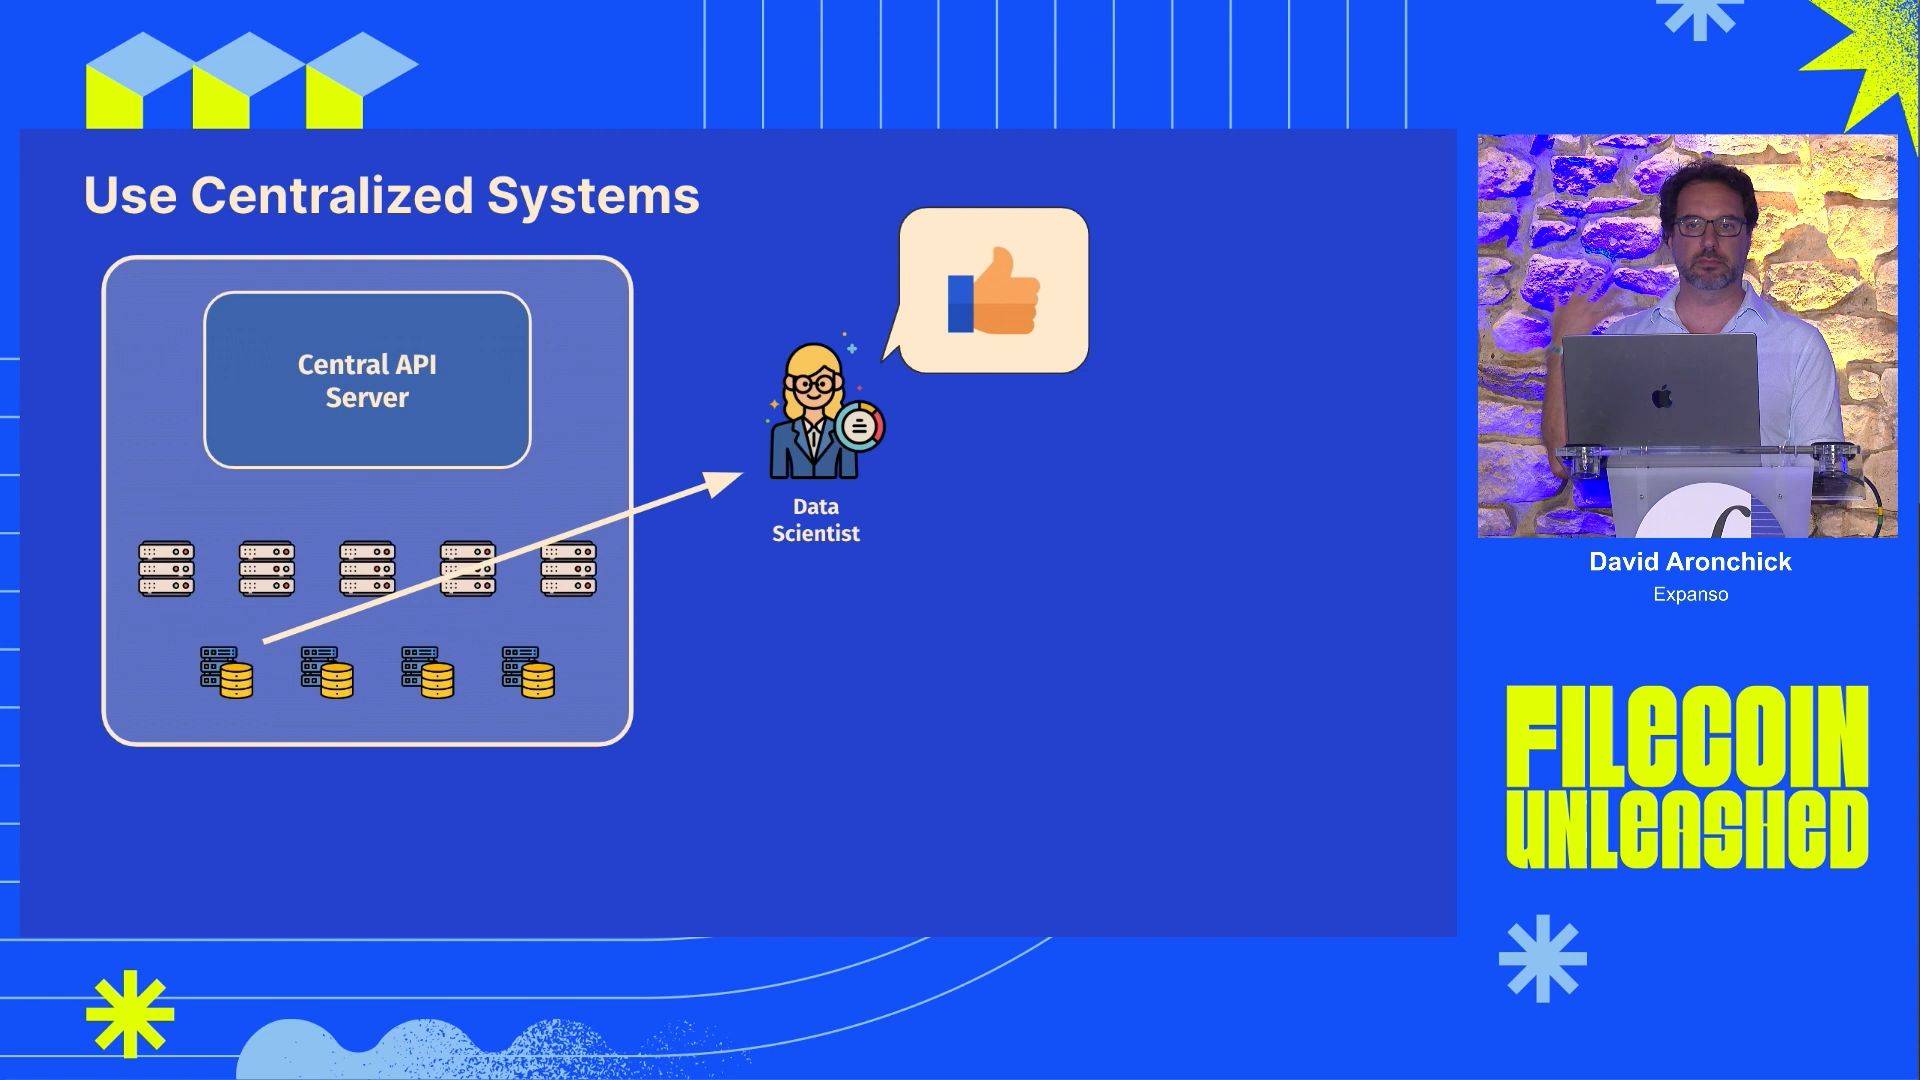 Use Centralized Systems
Central API
Server
Data
Scientist
David Aronchick
Expanso
FILECOIN
UNLEASHED